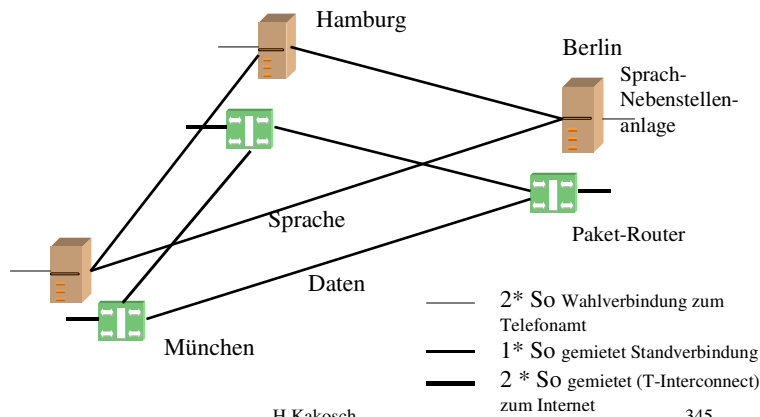 Hamburg
Berlin
Sprach-
Nebenstellen-
anlage
Sprache
Paket-Router
Daten
München
2* So Wahlverbindung zum
Telefonamt
1* So gemietet Standverbindung
2 * So gemietet (T-Interconnect)
zum Internet
H.Kakosch
345